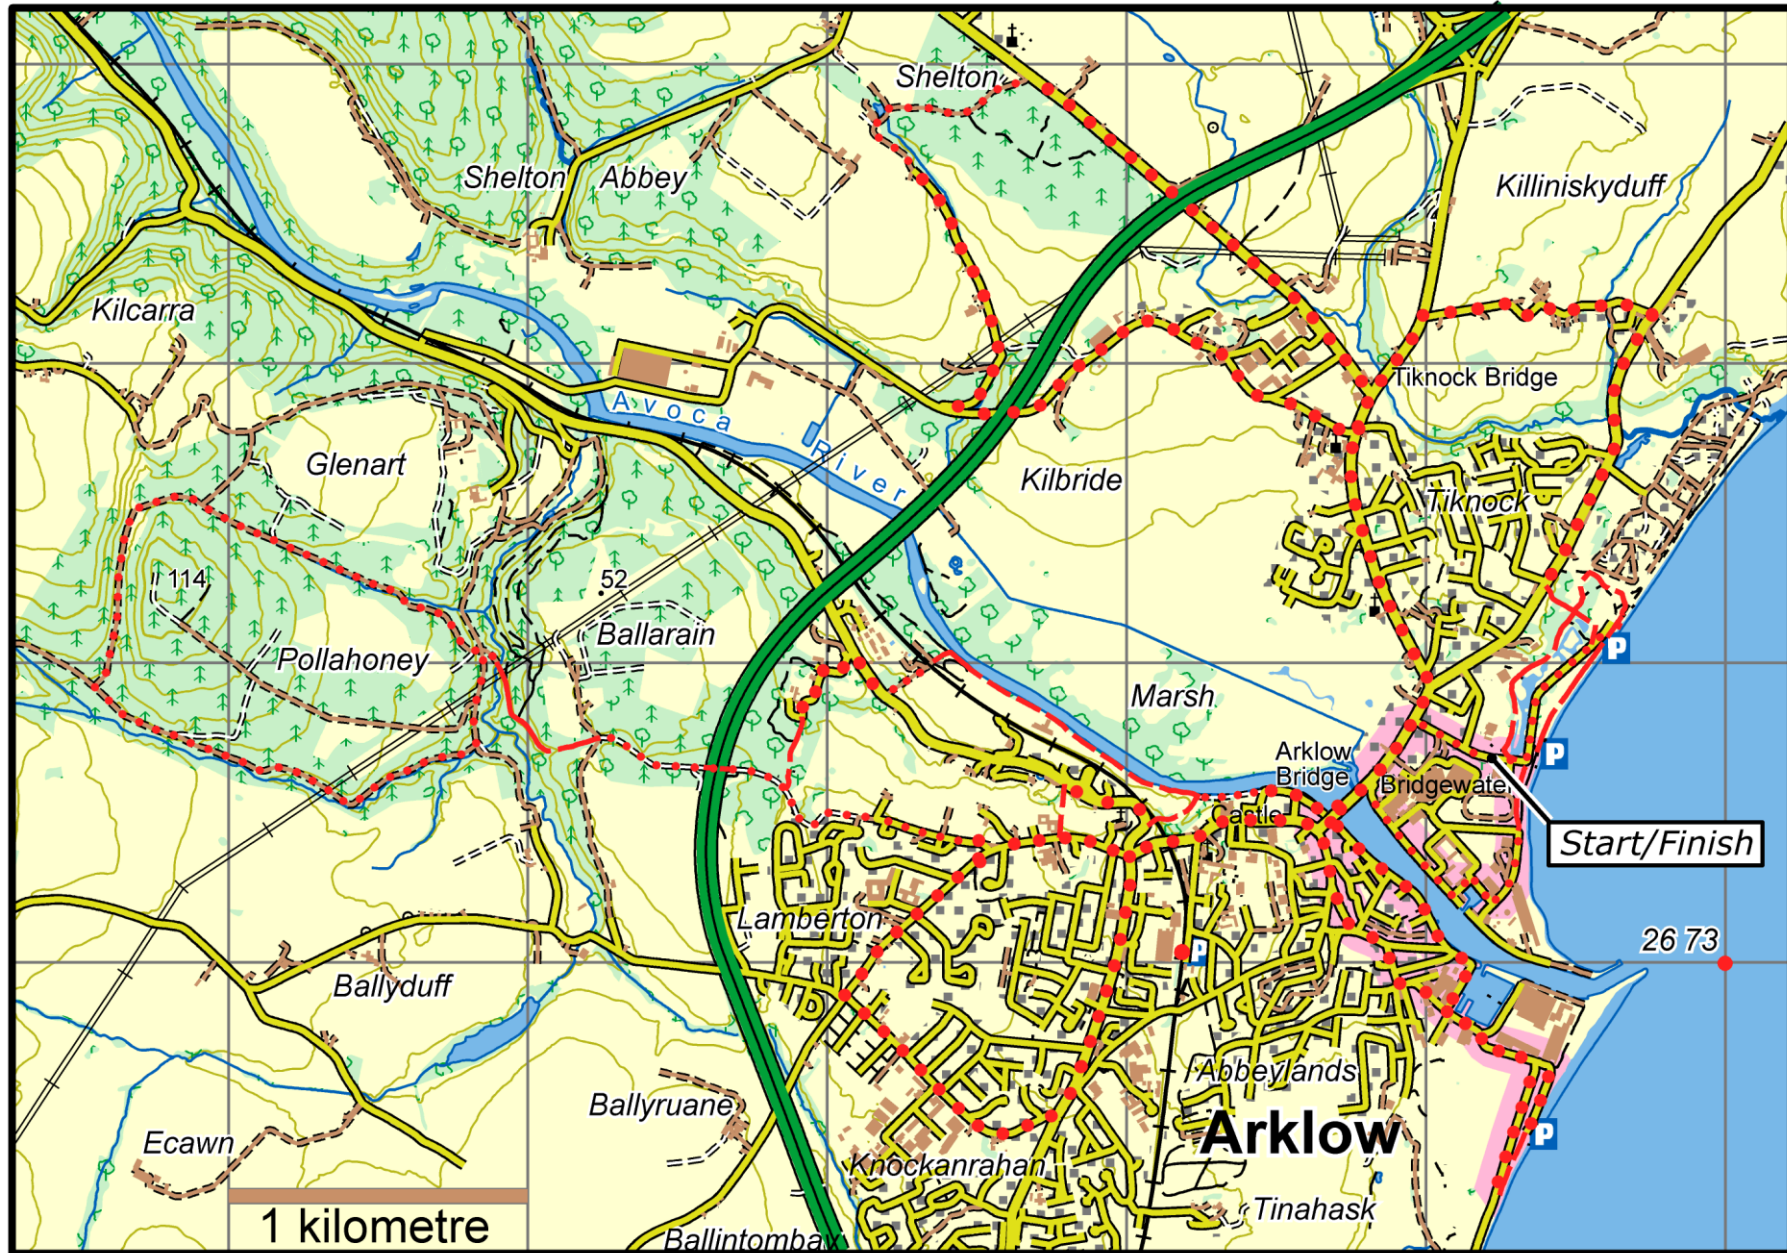 Shelton
Shelton Abbey
Killiniskyduff
Kilcarra
Tiknock Bridge
Avoca
River
Glenart
Kilbride
Tiknock
114
52
Ballarain
Pollahoney
P
Marsh
Arklow
Bridge
P
Bridgewate
Castle
Start/Finish
Lamberton
P
26 73
Ballyduff
Abbeylands
Ballyruane
Arklow
P
Ecawn
Knockanrahan
Tinahask
1 kilometre
Ballintombay